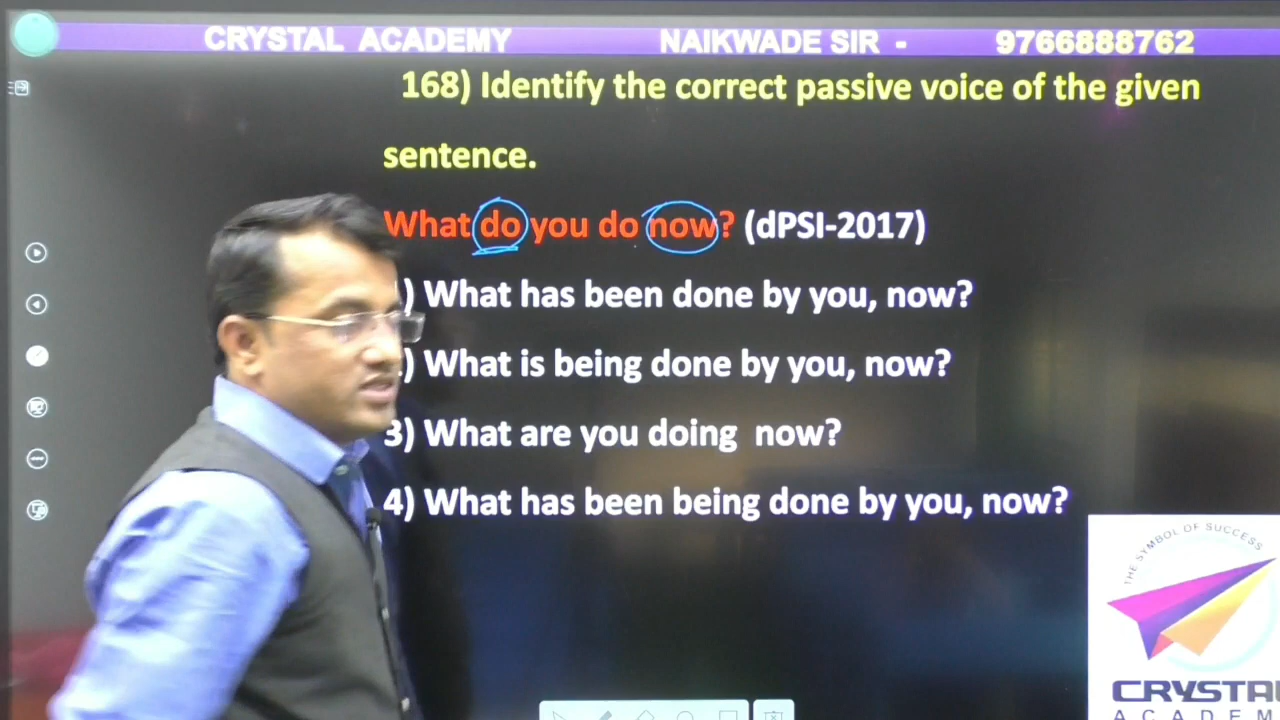 CRYSTAL ACADEMY NAIKWADE SIR - 9766888762
168) Identify the correct passive voice of the given
sentence.
What do you do now? (dPSI-2017)
) What has been done by you, now?
) What is being done by you, now?
3) What are you doing now?
4) What has been being done by you, now?
THE SYMBOL OF SUCCESS
CRYSTA
ACADEM